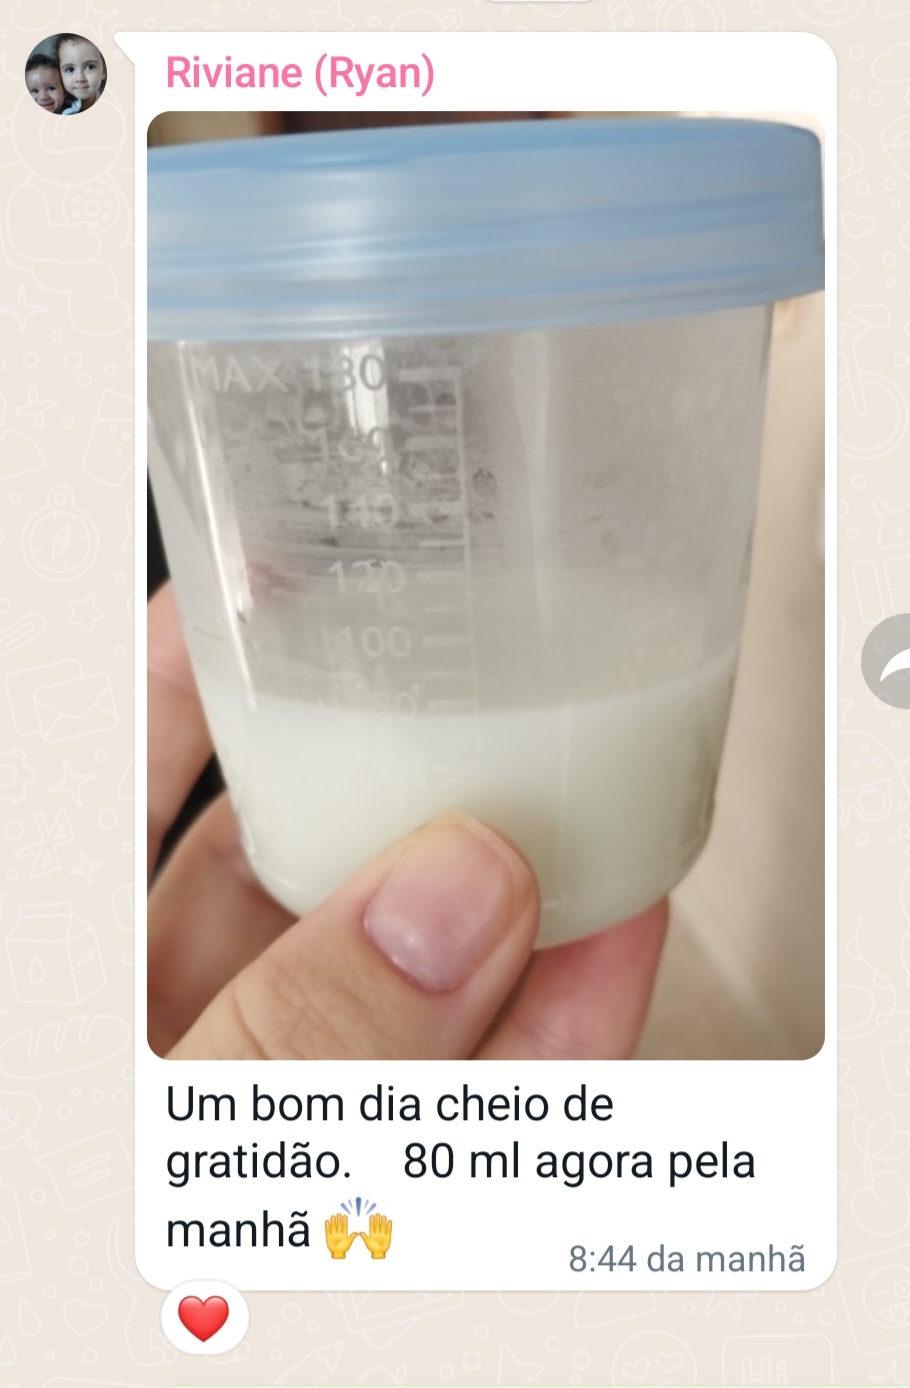 Riviane (Ryan)
MAX 180
160
140
120
100
80
Um bom dia cheio de
gratidão. 80 ml agora pela
manhã 🙌
8:44 da manhã